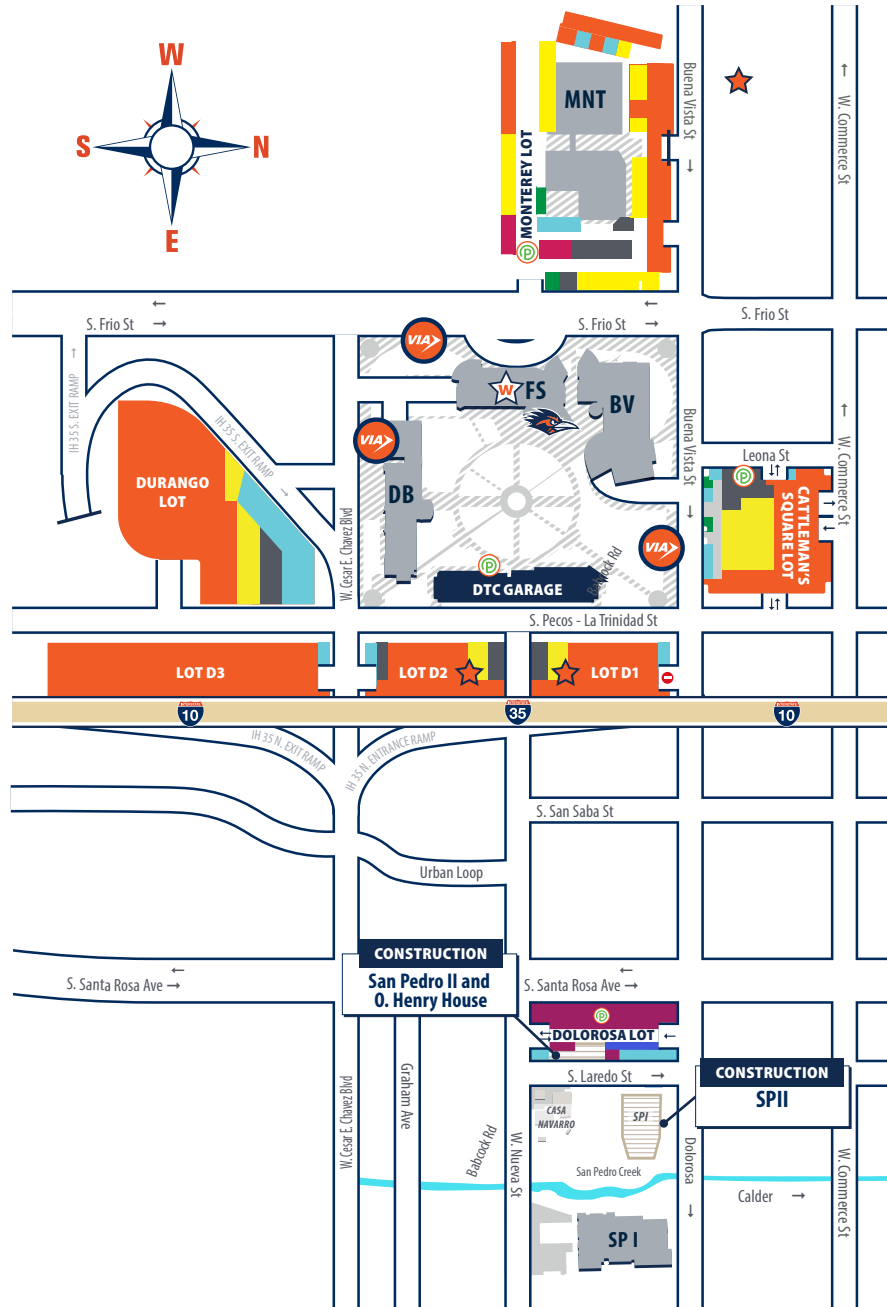 W
S
N
E
MNT
MONTEREY LOT
Buena Vista St
W. Commerce St
S. Frio St
S. Frio St
S. Frio St
VIA
IH 35 S. EXIT RAMP
IH 35 S. EXIT RAMP
W
FS
BV
VIA
DB
DURANGO
LOT
W. Cesar E. Chavez Blvd
Buena Vista St
Leona St
W. Commerce St
CATTLEMAN'S
SQUARE LOT
P
VIA
P
DTC GARAGE
Babcock Rd
S. Pecos - La Trinidad St
LOT D3
LOT D2
LOT D1
10
35
10
IH 35 N. EXIT RAMP
IH 35 N. ENTRANCE RAMP
S. San Saba St
Urban Loop
CONSTRUCTION
San Pedro II and
O. Henry House
S. Santa Rosa Ave
S. Santa Rosa Ave
P
DOLOROSA LOT
S. Laredo St
CONSTRUCTION
SPII
CASA
NAVARRO
SPI
W. Cesar E. Chavez Blvd
Graham Ave
Babcock Rd
W. Nueva St
San Pedro Creek
Dolorosa
Calder
W. Commerce St
SP I
P